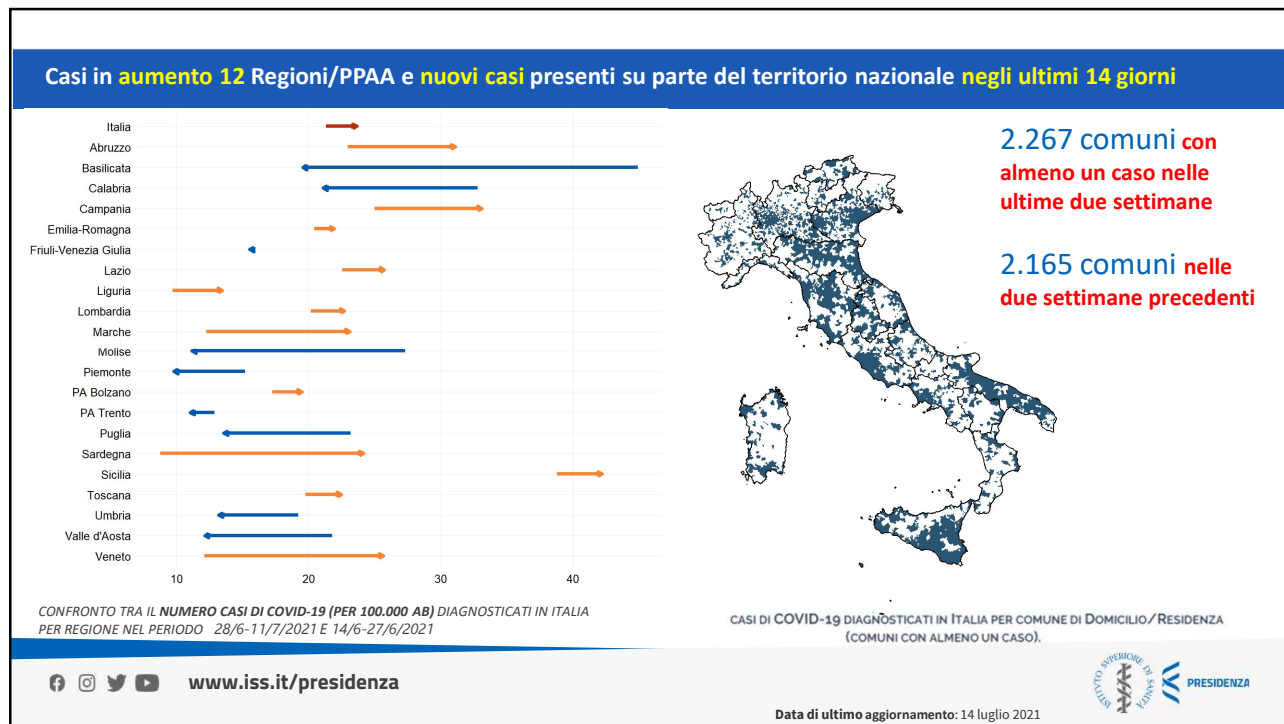 Casi in aumento 12 Regioni/PPAA e nuovi casi presenti su parte del territorio nazionale negli ultimi 14 giorni
Italia
Abruzzo
Basilicata
Calabria
Campania
Emilia-Romagna
Friuli-Venezia Giulia
Lazio
Liguria
Lombardia
Marche
Molise
Piemonte
PA Bolzano
PA Trento
Puglia
Sardegna
Sicilia
Toscana
Umbria
Valle d'Aosta
Veneto
10 20 30 40
CONFRONTO TRA IL NUMERO CASI DI COVID-19 (PER 100.000 AB) DIAGNOSTICATI IN ITALIA
PER REGIONE NEL PERIODO 28/6-11/7/2021 E 14/6-27/6/2021
2.267 comuni con
almeno un caso nelle
ultime due settimane
2.165 comuni nelle
due settimane precedenti
CASI DI COVID-19 DIAGNOSTICATI IN ITALIA PER COMUNE DI DOMICILIO/RESIDENZA
(COMUNI CON ALMENO UN CASO).
www.iss.it/presidenza
ISTITVTO SVPERIORE DI SANITÀ
PRESIDENZA
Data di ultimo aggiornamento: 14 luglio 2021